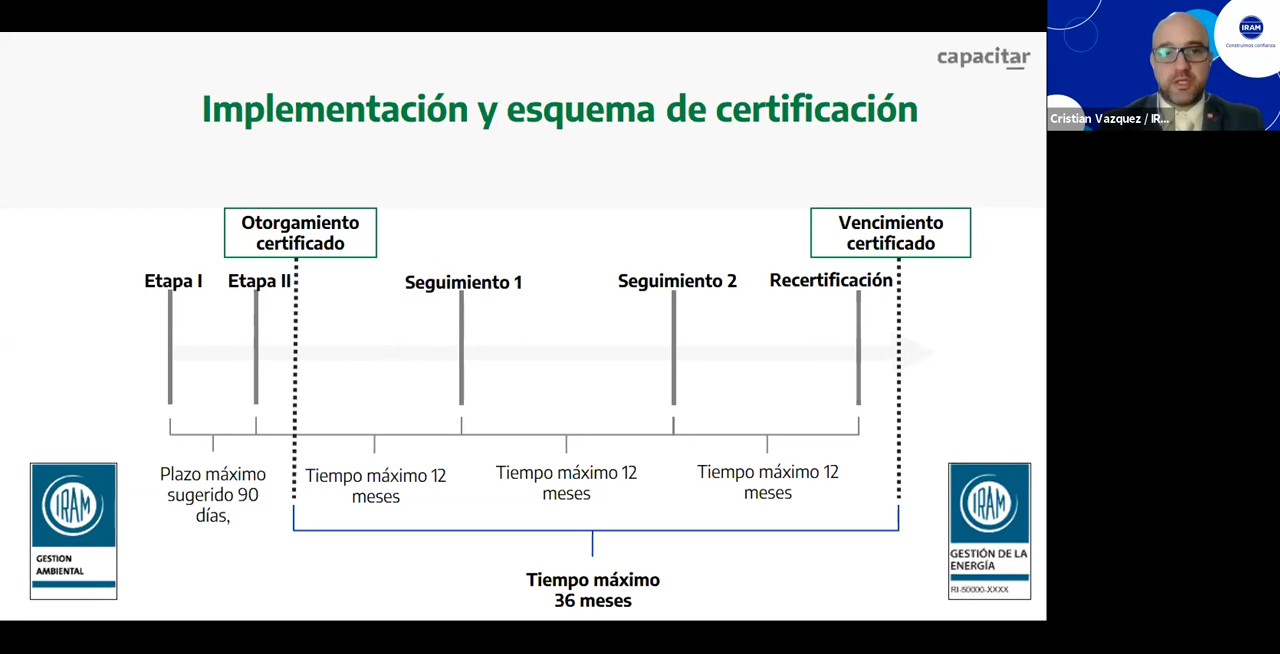 capacitar
IRAM
Construimos confianza
Cristian Vazquez / IR...
Implementación y esquema de certificación
Otorgamiento
certificado
Vencimiento
certificado
Etapa I
Etapa II
Seguimiento 1
Seguimiento 2
Recertificación
Plazo máximo
sugerido 90
días,
Tiempo máximo 12
meses
Tiempo máximo 12
meses
Tiempo máximo 12
meses
IRAM
GESTION
AMBIENTAL
IRAM
GESTIÓN DE LA
ENERGÍA
RI-50000-XXXX
Tiempo máximo
36 meses